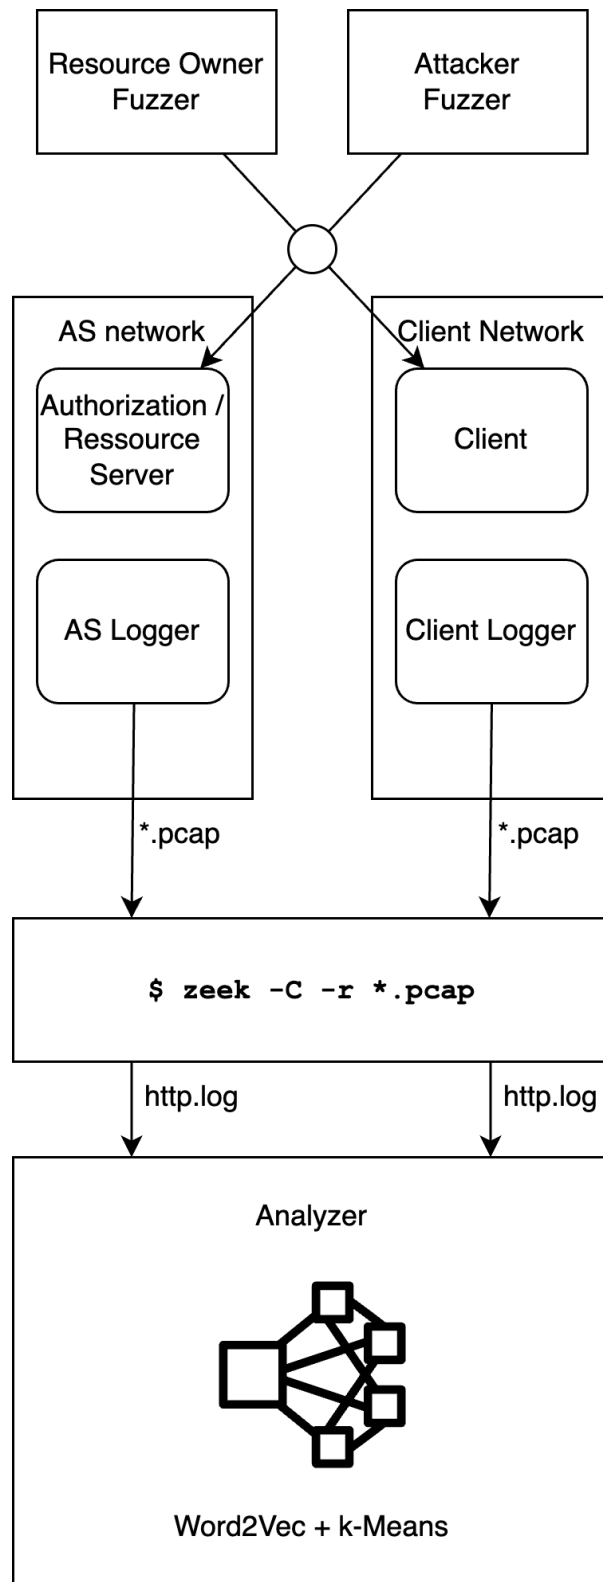 Resource Owner
Fuzzer
Attacker
Fuzzer
AS network
Client Network
Authorization /
Ressource
Server
Client
AS Logger
Client Logger
*.pcap
*.pcap
$ zeek -C -r *.pcap
http.log
http.log
Analyzer
Word2Vec + k-Means